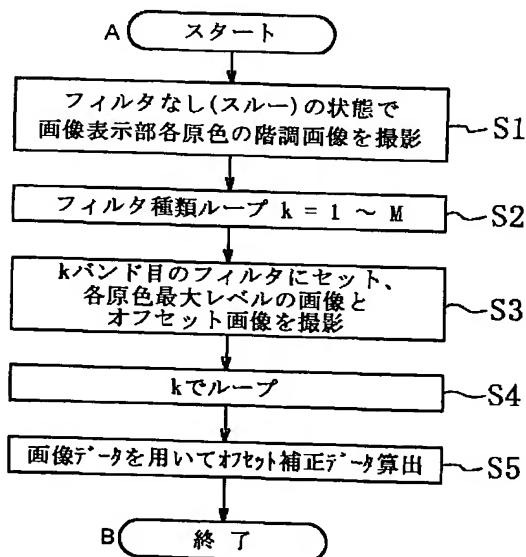 A スタート
フィルタなし(スルー)の状態で
画像表示部各原色の階調画像を撮影
S1
フィルタ種類ループ k = 1 ～ M
S2
kバンド目のフィルタにセット、
各原色最大レベルの画像と
オフセット画像を撮影
S3
kでループ
S4
画像ﾃﾞｰﾀを用いてｵﾌｾｯﾄ補正ﾃﾞｰﾀ算出
S5
B 終了